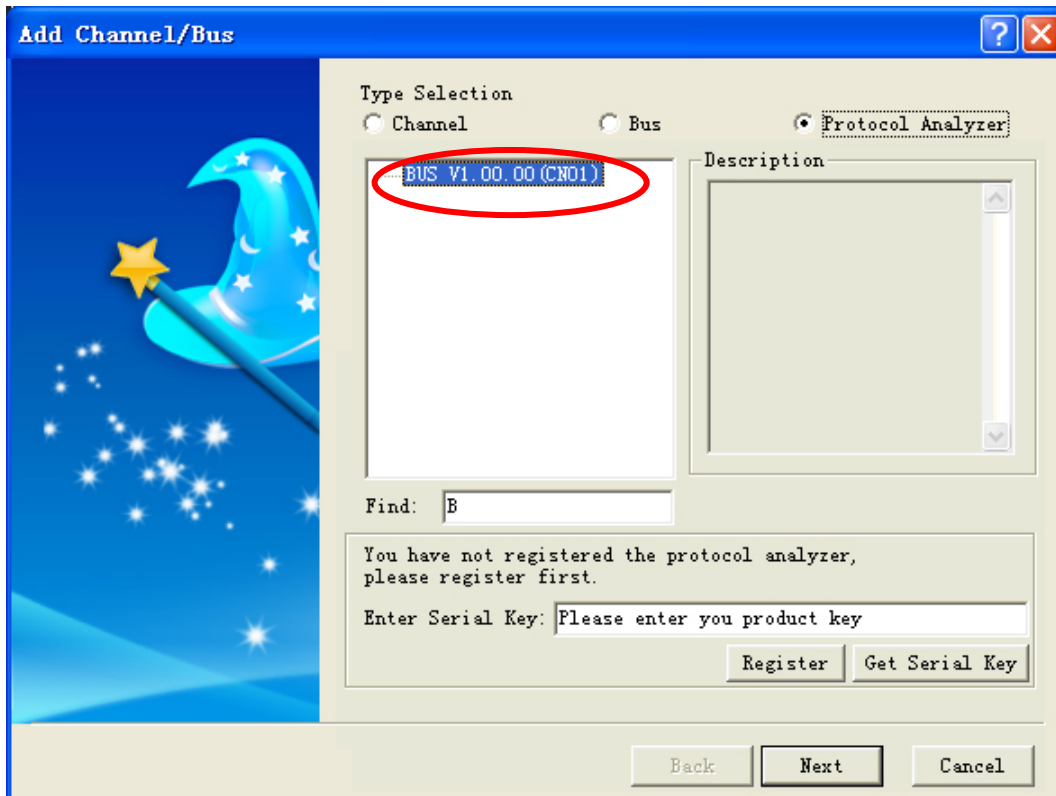 Add Channel/Bus
?
Type Selection
Channel Bus Protocol Analyzer
BUS V1.00.00(CN01)
Description
Find: B
You have not registered the protocol analyzer,
please register first.
Enter Serial Key: Please enter you product key
Register Get Serial Key
Back Next Cancel